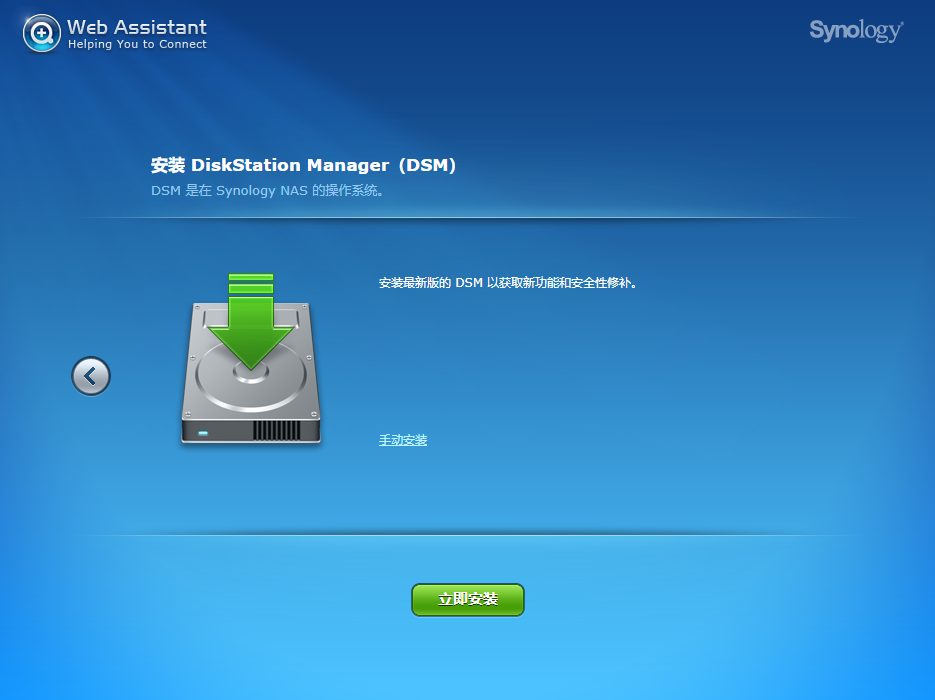 Web Assistant
Helping You to Connect
Synology®
安装 DiskStation Manager（DSM）
DSM 是在 Synology NAS 的操作系统。
安装最新版的 DSM 以获取新功能和安全性修补。
手动安装
立即安装